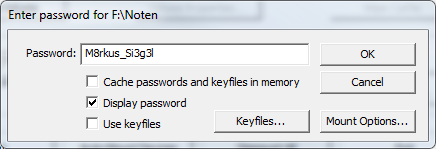 Enter password for F:\Noten
Password: M8rkus_Si3g3l OK
Cache passwords and keyfiles in memory Cancel
Display password
Use keyfiles Keyfiles... Mount Options...